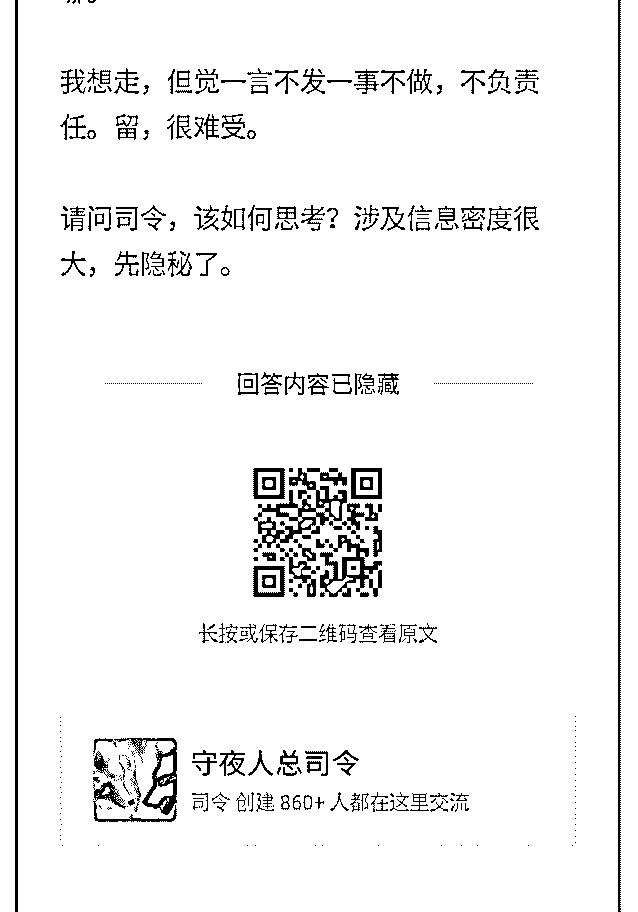 我想走，但觉一言不发一事不做，不负责
任。留，很难受。
请问司令，该如何思考？涉及信息密度很
大，先隐秘了。
回答内容已隐藏
长按或保存二维码查看原文
守夜人总司令
司令 创建 860+ 人都在这里交流